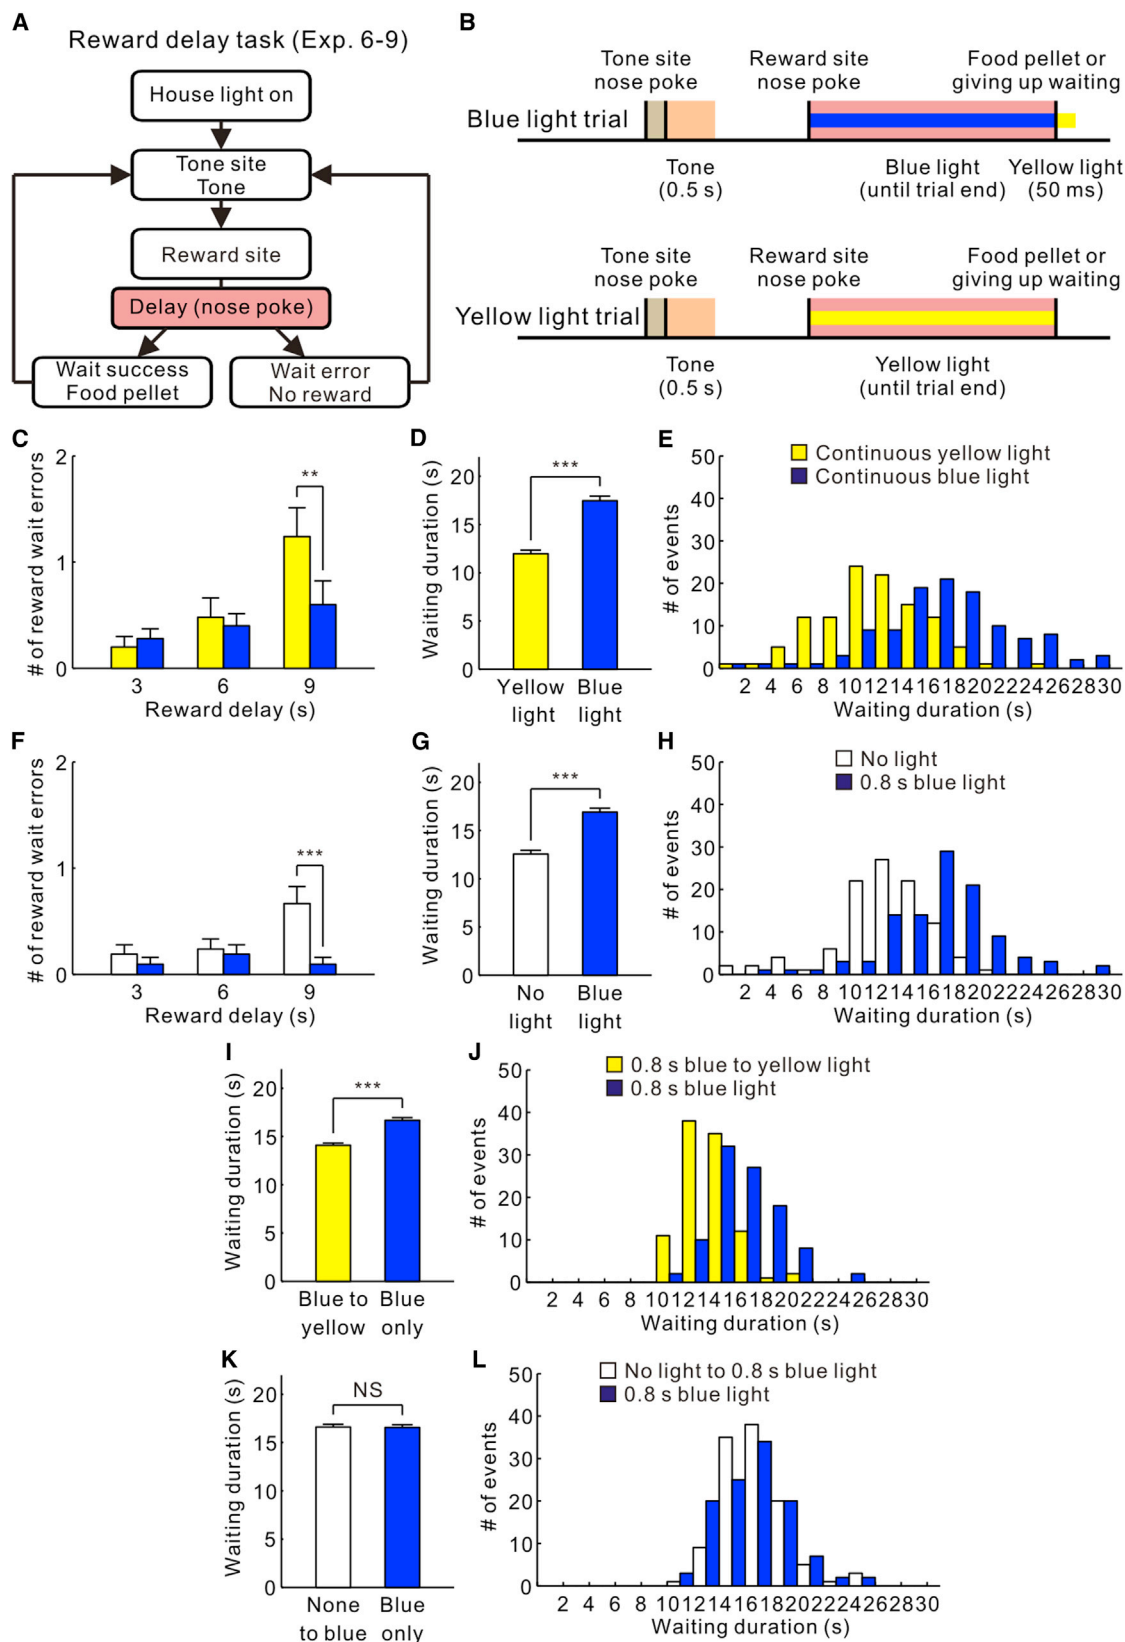 A
Reward delay task (Exp. 6-9)
House light on
Tone site
Tone
Reward site
Delay (nose poke)
Wait success
Food pellet
Wait error
No reward
B
Tone site
nose poke
Reward site
nose poke
Food pellet or
giving up waiting
Blue light trial
Tone
(0.5 s)
Blue light
(until trial end)
Yellow light
(50 ms)
Tone site
nose poke
Reward site
nose poke
Food pellet or
giving up waiting
Yellow light trial
Tone
(0.5 s)
Yellow light
(until trial end)
C
# of reward wait errors
2
1
0
**
3 6 9
Reward delay (s)
D
Waiting duration (s)
20
15
10
5
0
***
Yellow light
Blue light
E
Continuous yellow light
Continuous blue light
# of events
50
40
30
20
10
0
2 4 6 8 10 12 14 16 18 20 22 24 26 28 30
Waiting duration (s)
F
# of reward wait errors
2
1
0
***
3 6 9
Reward delay (s)
G
Waiting duration (s)
20
15
10
5
0
***
No light
Blue light
H
No light
0.8 s blue light
# of events
50
40
30
20
10
0
2 4 6 8 10 12 14 16 18 20 22 24 26 28 30
Waiting duration (s)
I
Waiting duration (s)
20
15
10
5
0
***
Blue to yellow
Blue only
J
0.8 s blue to yellow light
0.8 s blue light
# of events
50
40
30
20
10
0
2 4 6 8 10 12 14 16 18 20 22 24 26 28 30
Waiting duration (s)
K
Waiting duration (s)
20
15
10
5
0
NS
None to blue
Blue only
L
No light to 0.8 s blue light
0.8 s blue light
# of events
50
40
30
20
10
0
2 4 6 8 10 12 14 16 18 20 22 24 26 28 30
Waiting duration (s)